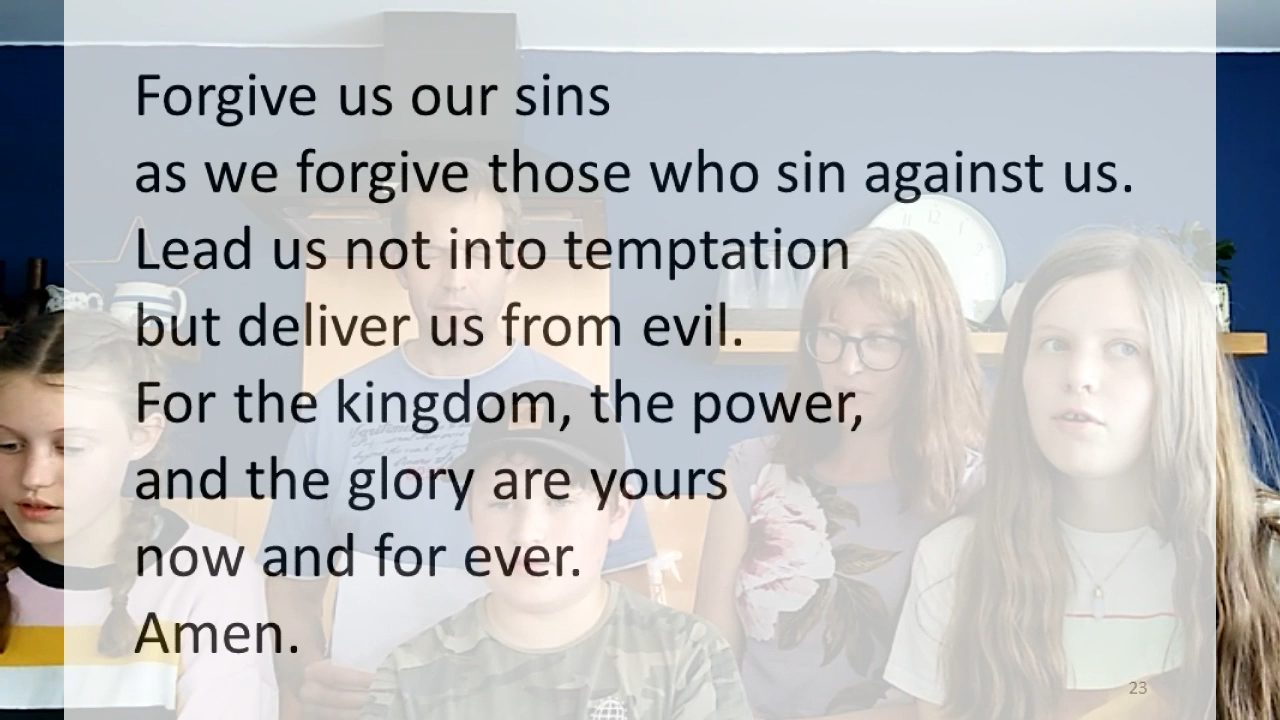 Forgive us our sins
as we forgive those who sin against us.
Lead us not into temptation
but deliver us from evil.
For the kingdom, the power,
and the glory are yours
now and for ever.
Amen.
23